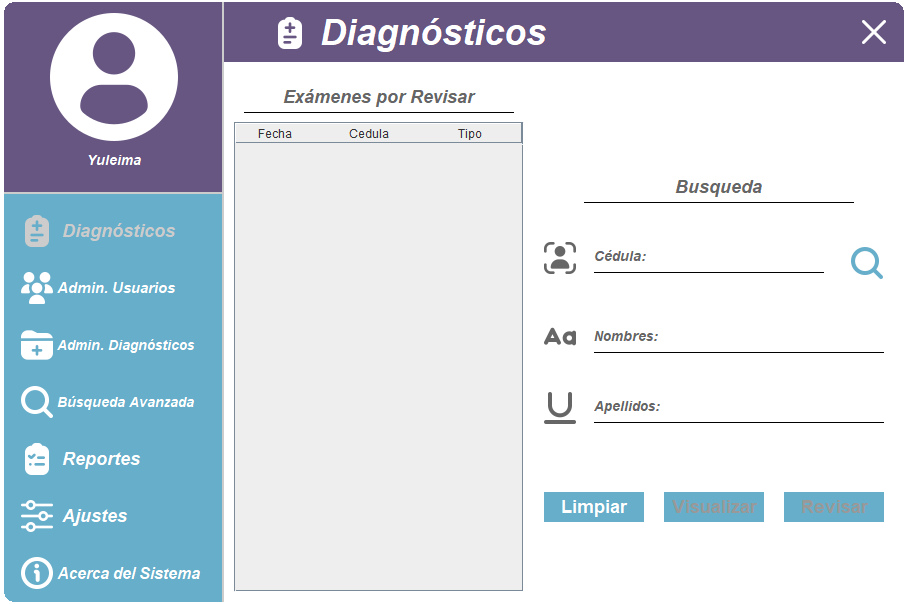 Diagnósticos
Yuleima
Diagnósticos
Admin. Usuarios
Admin. Diagnósticos
Búsqueda Avanzada
Reportes
Ajustes
Acerca del Sistema
Exámenes por Revisar
Fecha Cedula Tipo
Busqueda
Cédula:
Aa Nombres:
U Apellidos:
Limpiar Visualizar Revisar